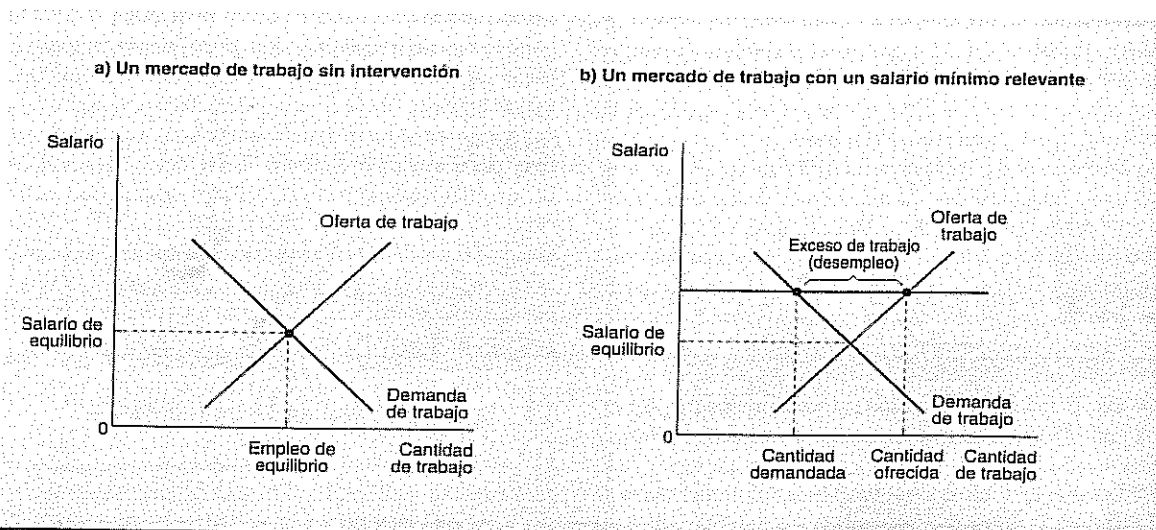 a) Un mercado de trabajo sin intervención
Salario
Oferta de trabajo
Salario de
equilibrio
Demanda
de trabajo
0
Empleo de
equilibrio
Cantidad
de trabajo
b) Un mercado de trabajo con un salario mínimo relevante
Salario
Oferta de
trabajo
Exceso de trabajo
(desempleo)
Salario de
equilibrio
Demanda
de trabajo
0
Cantidad
demandada
Cantidad
ofrecida
Cantidad
de trabajo